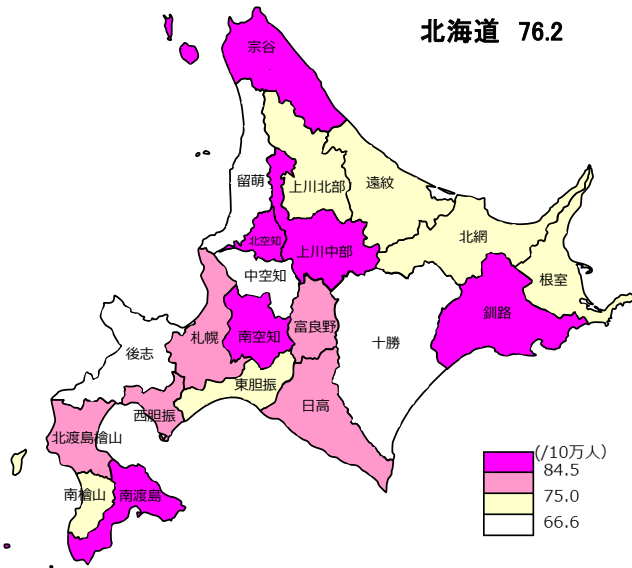 北海道 76.2
宗谷
留萌
上川北部
遠紋
北空知
上川中部
北網
中空知
根室
釧路
札幌
南空知
富良野
十勝
後志
東胆振
西胆振
日高
北渡島檜山
南檜山
南渡島
(/10万人)
84.5
75.0
66.6